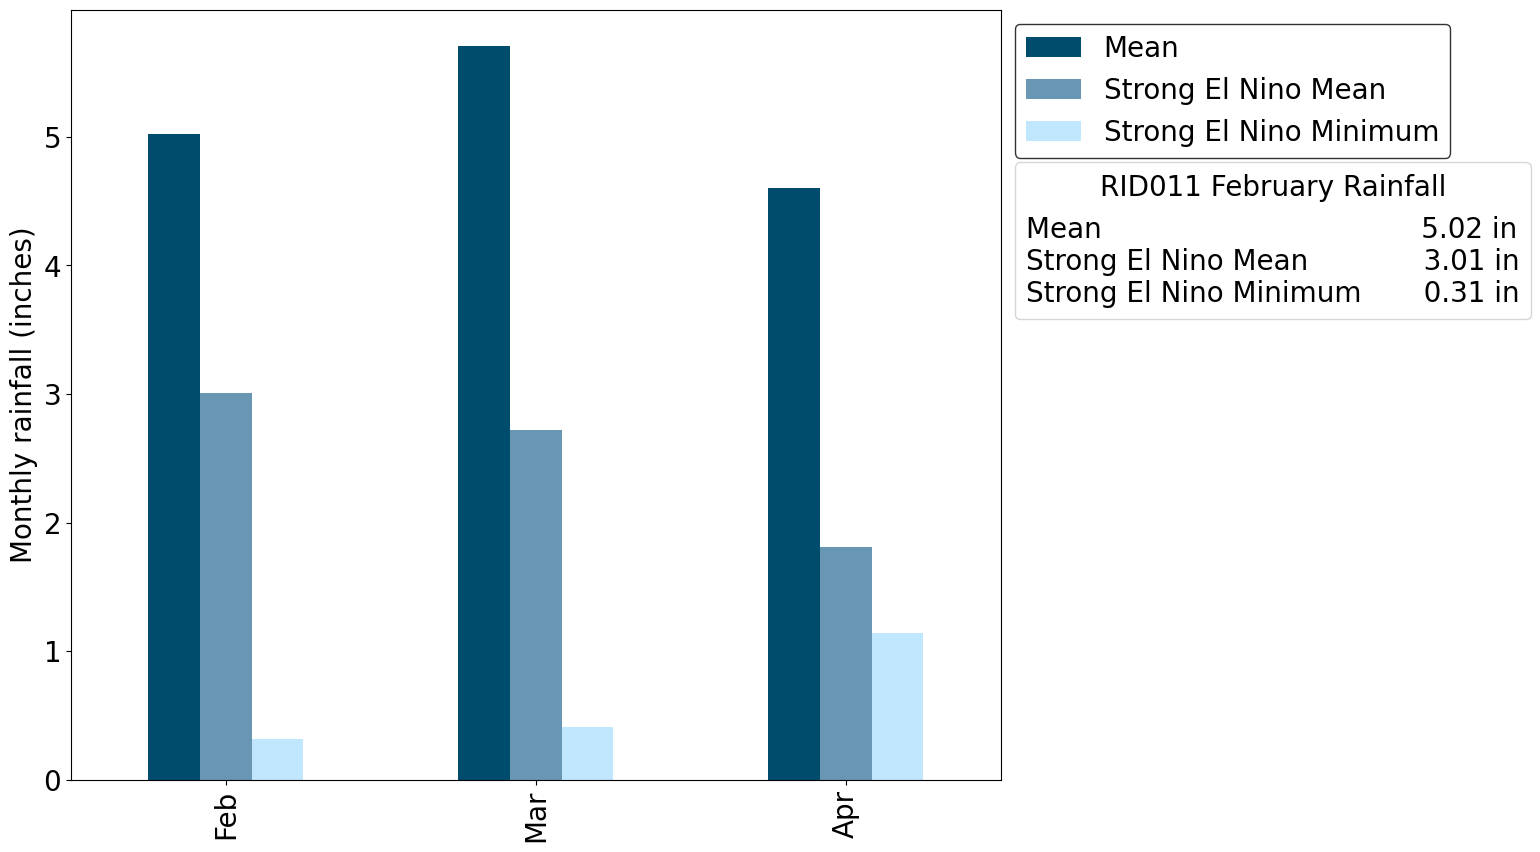 Mean
Strong El Nino Mean
Strong El Nino Minimum
RID011 February Rainfall
Mean 5.02 in
Strong El Nino Mean 3.01 in
Strong El Nino Minimum 0.31 in
Monthly rainfall (inches)
5
4
3
2
1
0
Feb
Mar
Apr